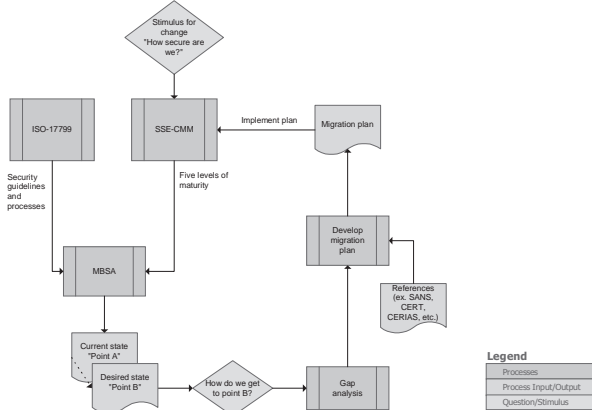 Stimulus for
change
"How secure are
we?"
ISO-17799
SSE-CMM
Implement plan
Migration plan
Security
guidelines
and
processes
Five levels of
maturity
Develop
migration
plan
MBSA
References
(ex. SANS,
CERT,
CERIAS, etc.)
Current state
"Point A"
Desired state
"Point B"
How do we get
to point B?
Gap
analysis
Legend
Processes
Process Input/Output
Question/Stimulus